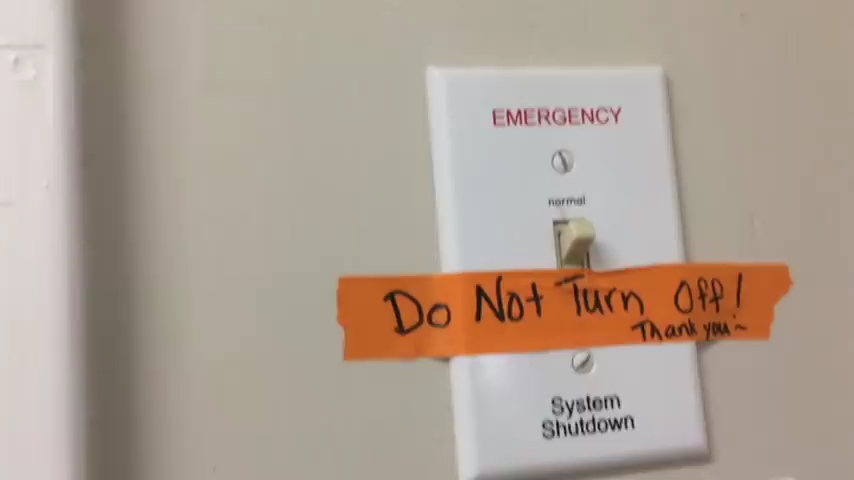 EMERGENCY
normal
Do Not Turn Off!
Thank you~
System
Shutdown